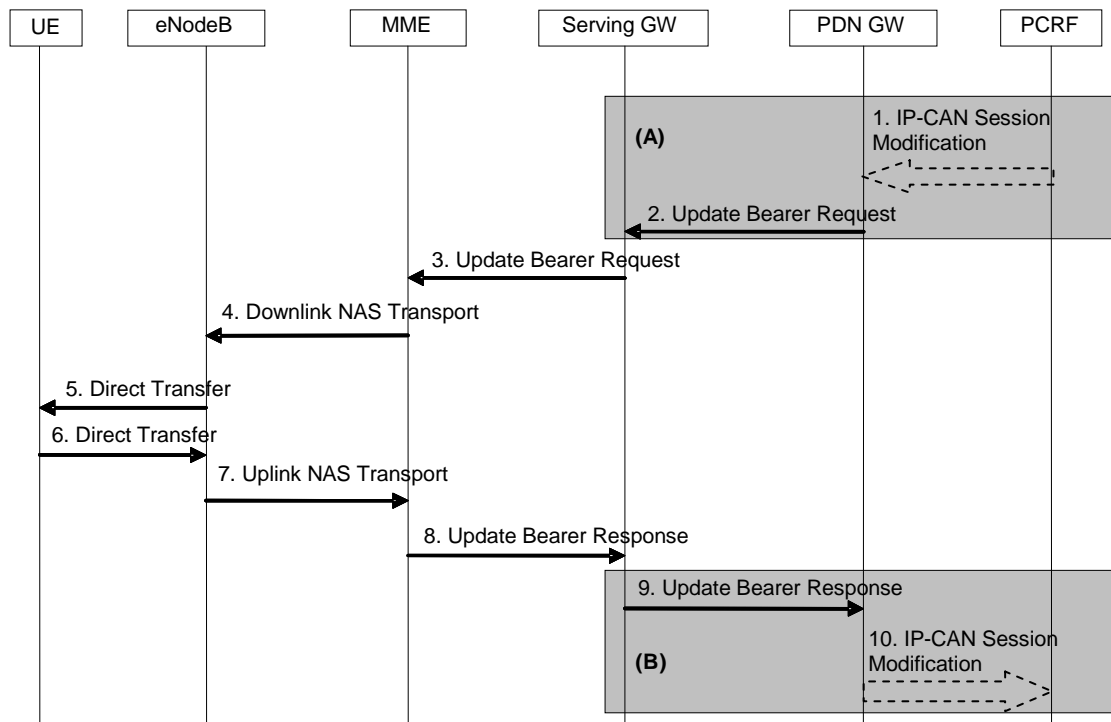 UE
eNodeB
MME
Serving GW
PDN GW
PCRF
(A)
1. IP-CAN Session
Modification
2. Update Bearer Request
3. Update Bearer Request
4. Downlink NAS Transport
5. Direct Transfer
6. Direct Transfer
7. Uplink NAS Transport
8. Update Bearer Response
9. Update Bearer Response
(B)
10. IP-CAN Session
Modification